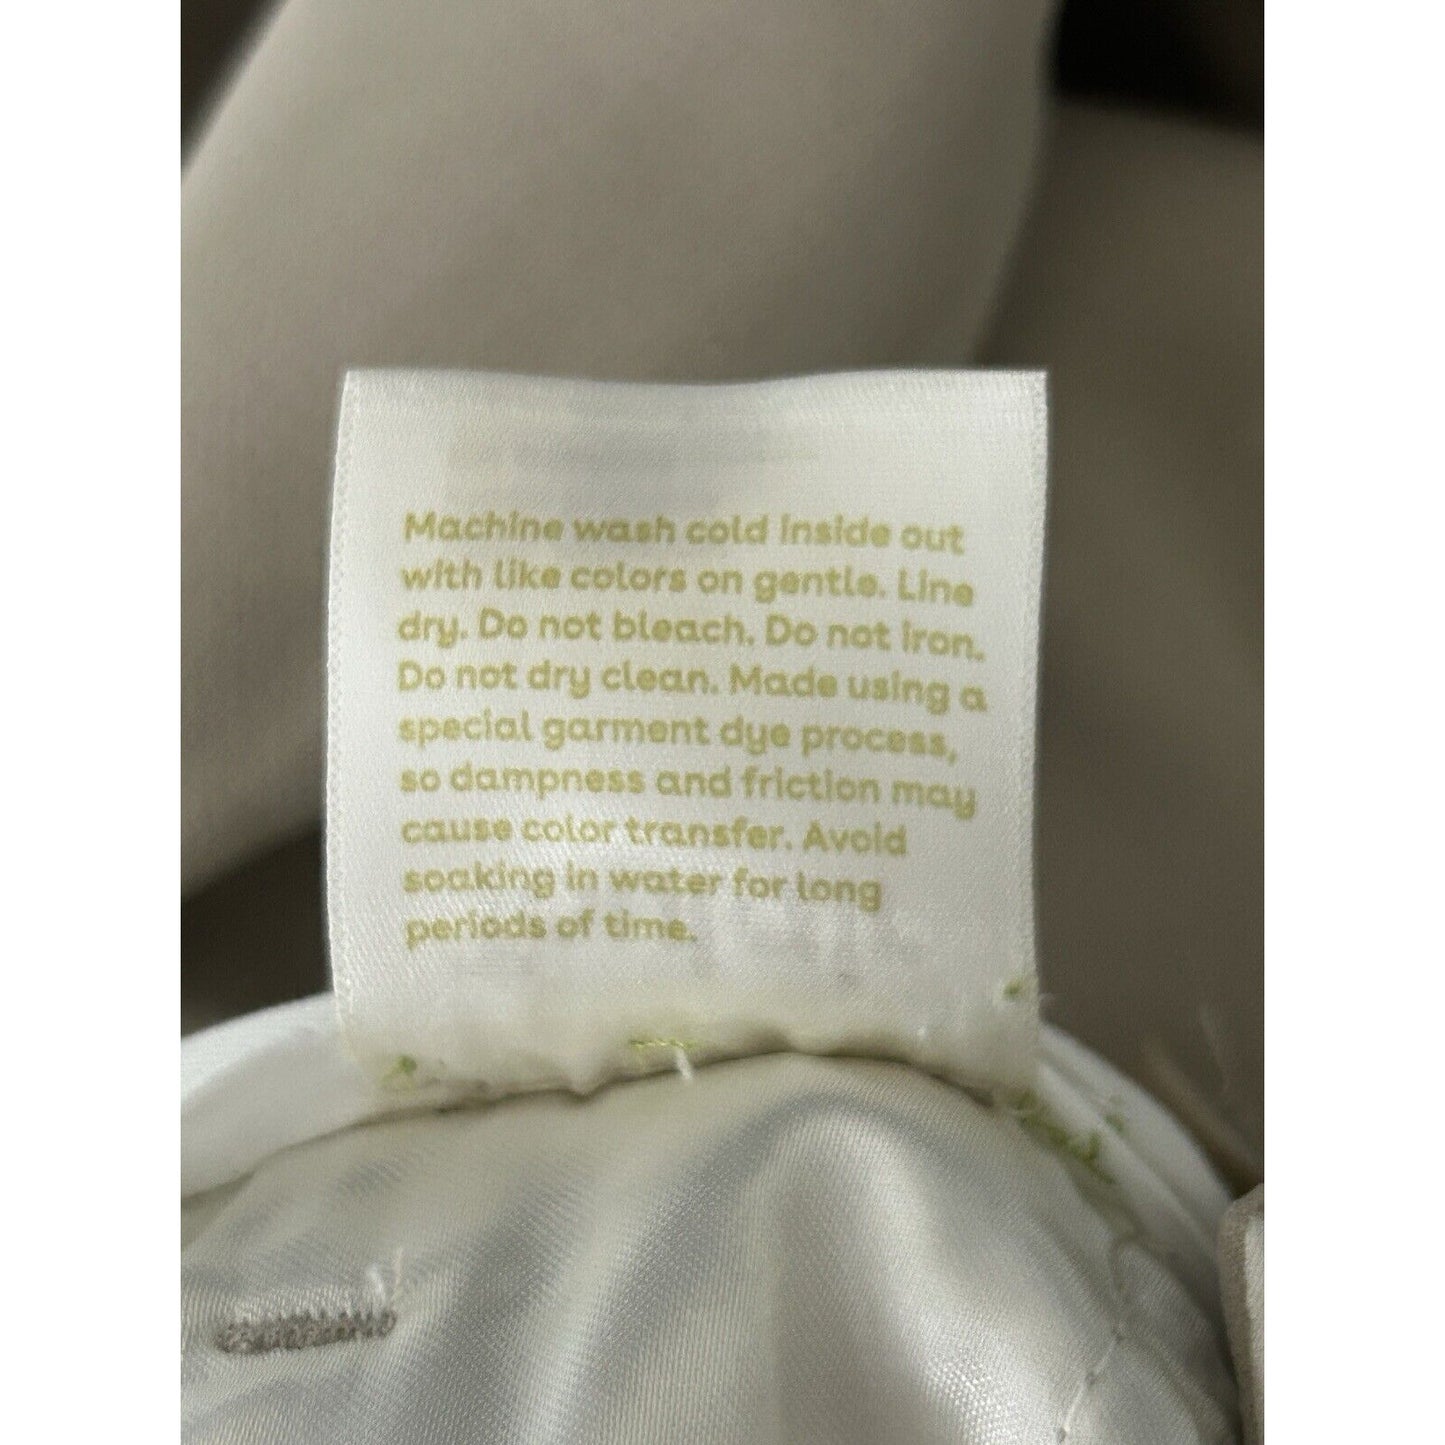 Machine wash cold inside out
with like colors on gentle. Line
dry. Do not bleach. Do not iron.
Do not dry clean. Made using a
special garment dye process,
so dampness and friction may
cause color transfer. Avoid
soaking in water for long
periods of time.